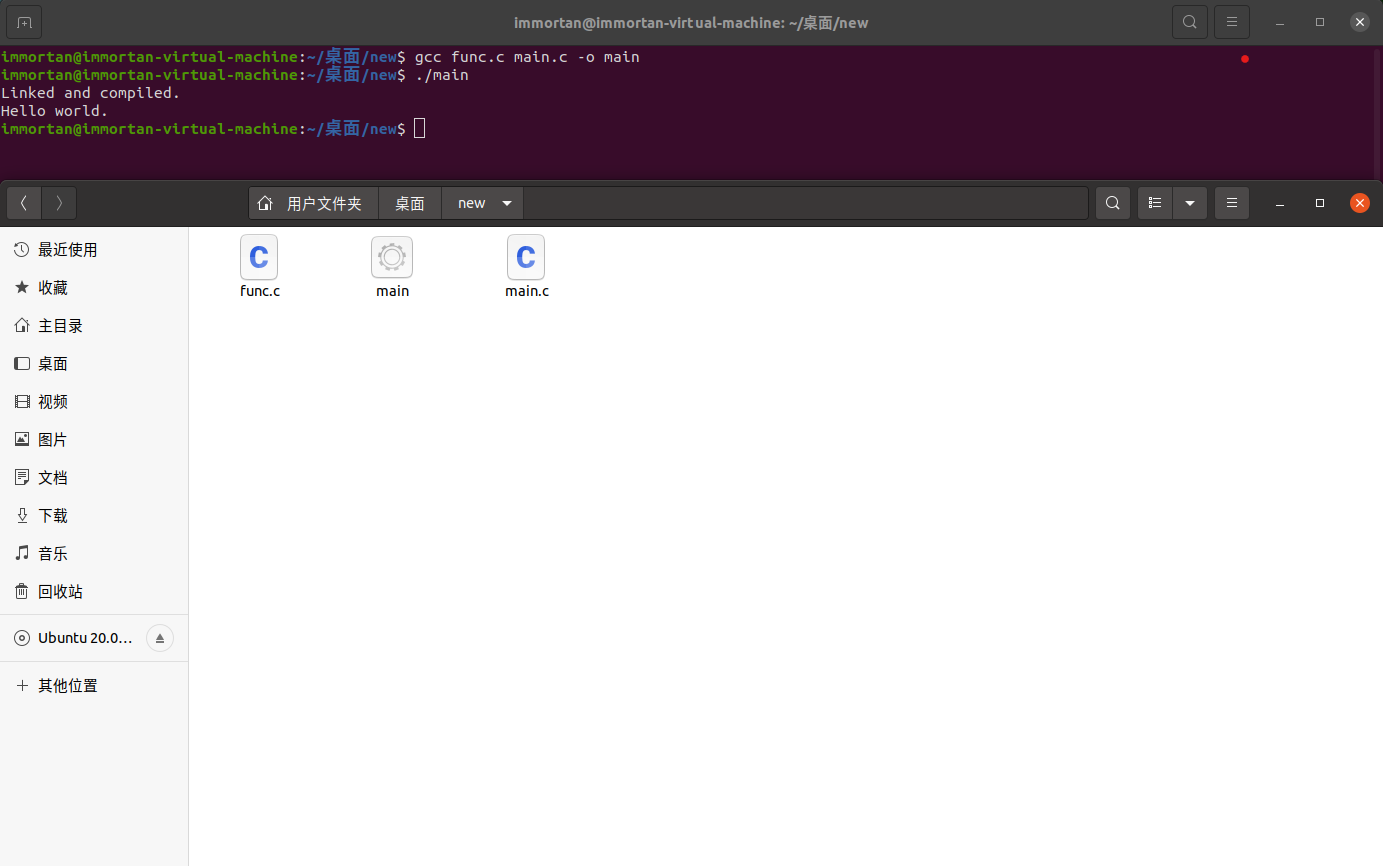 immortan@immortan-virtual-machine: ~/桌面/new
immortan@immortan-virtual-machine:~/桌面/new$ gcc func.c main.c -o main
immortan@immortan-virtual-machine:~/桌面/new$ ./main
Linked and compiled.
Hello world.
immortan@immortan-virtual-machine:~/桌面/new$
用户文件夹 桌面 new
最近使用
收藏
主目录
桌面
视频
图片
文档
下载
音乐
回收站
Ubuntu 20.0…
其他位置
func.c main main.c